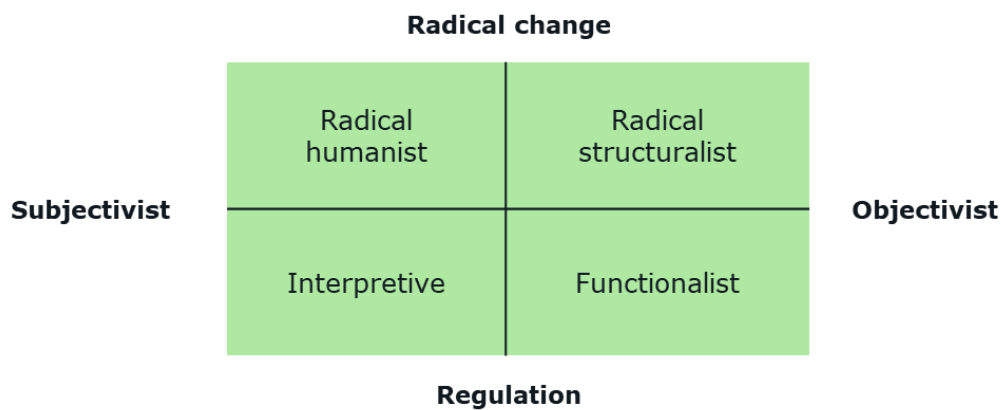 Radical change
Radical
humanist
Radical
structuralist
Subjectivist
Objectivist
Interpretive
Functionalist
Regulation